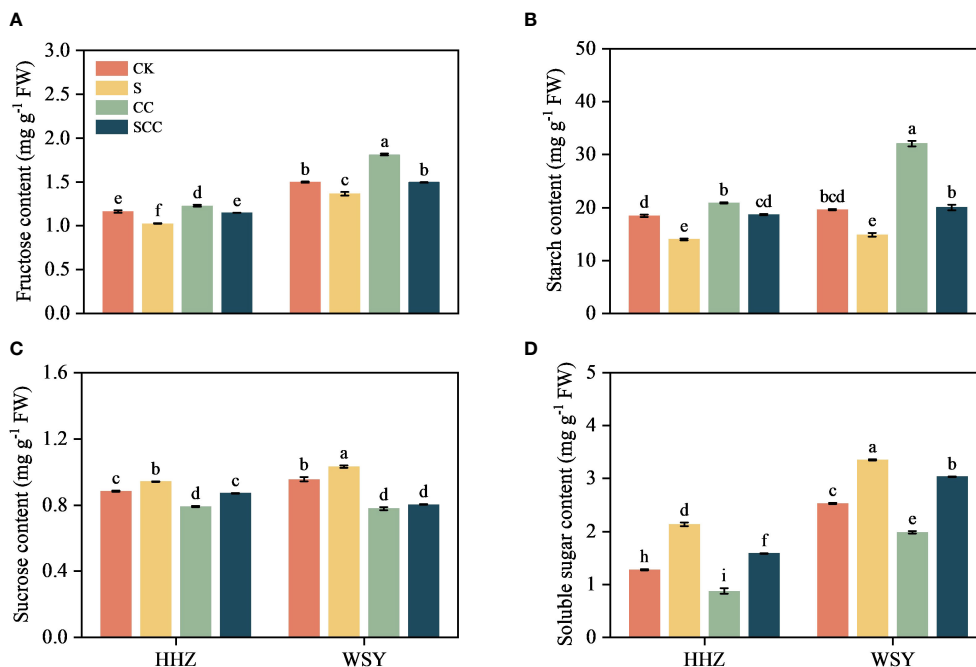 A
Fructose content (mg g⁻¹ FW)
3.0
2.5
2.0
1.5
1.0
0.5
0.0
CK
S
CC
SCC
e
f
d
e
b
c
a
b
B
Starch content (mg g⁻¹ FW)
50
40
30
20
10
0
d
e
b
cd
bcd
e
a
b
C
Sucrose content (mg g⁻¹ FW)
1.6
1.2
0.8
0.4
0.0
c
b
d
c
b
a
d
d
HHZ
WSY
D
Soluble sugar content (mg g⁻¹ FW)
5
4
3
2
1
0
h
d
i
f
c
a
e
b
HHZ
WSY